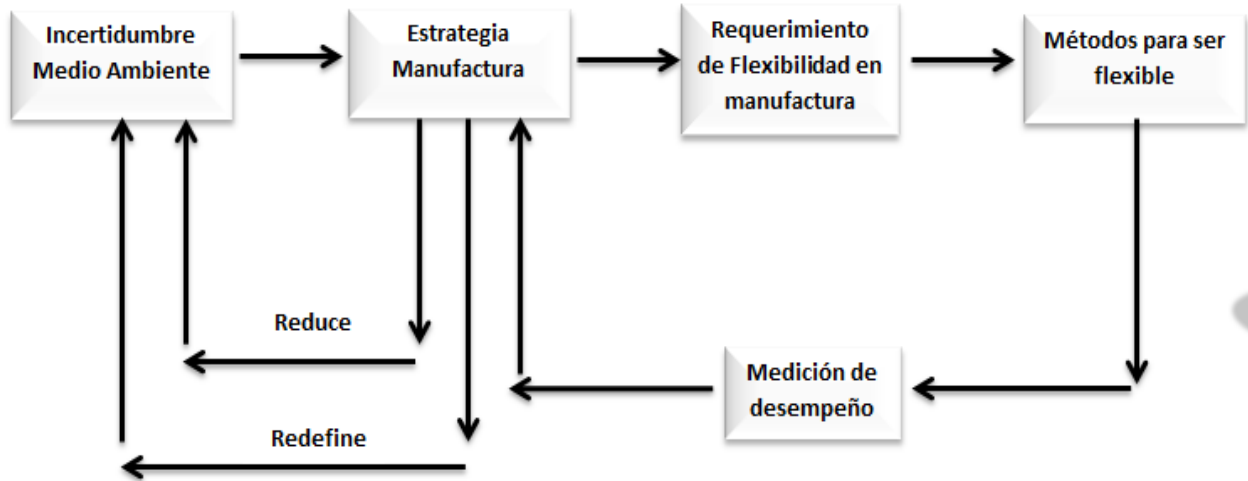 Incertidumbre
Medio Ambiente
Estrategia
Manufactura
Requerimiento
de Flexibilidad en
manufactura
Métodos para ser
flexible
Reduce
Medición de
desempeño
Redefine